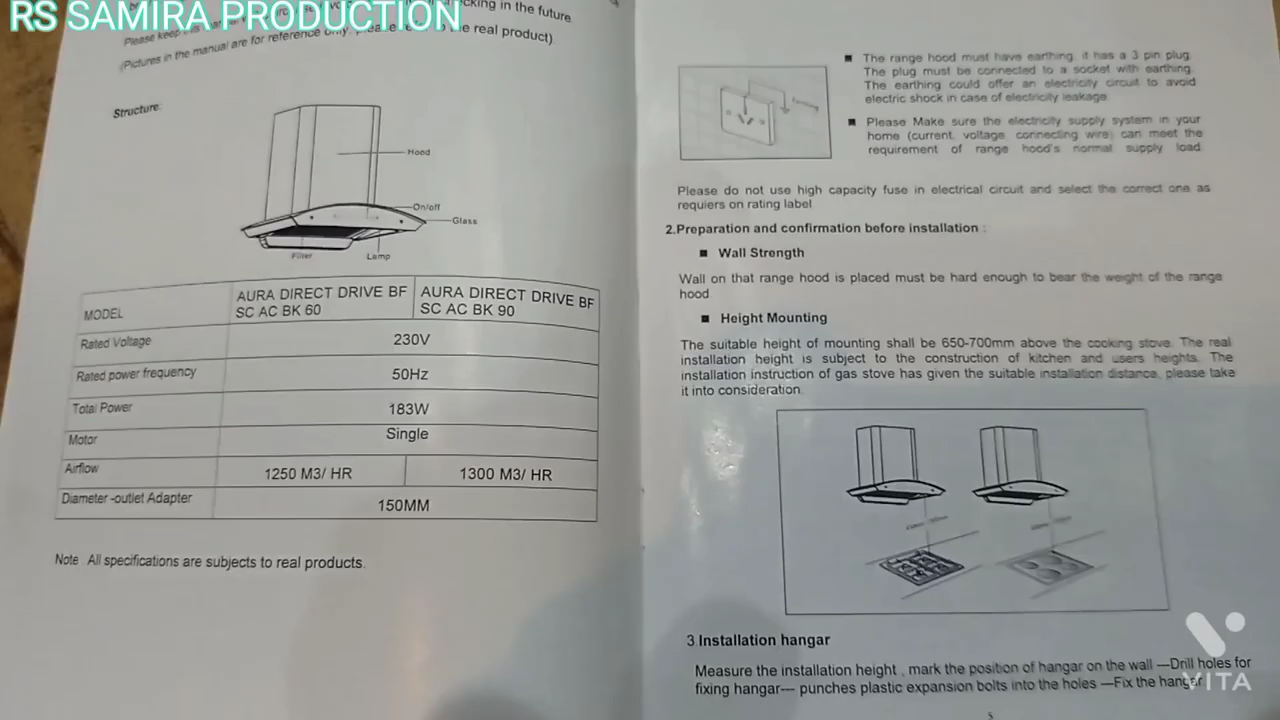 RS SAMIRA PRODUCTION
cking in the future
Please keep this
(Pictures in the manual are for reference only, please to the real product)
Structure:
Hood
On/off
Glass
Filter
Lamp
MODEL
AURA DIRECT DRIVE BF SC AC BK 60
AURA DIRECT DRIVE BF SC AC BK 90
Rated Voltage 230V
Rated power frequency 50Hz
Total Power 183W
Motor Single
Airflow 1250 M3/ HR 1300 M3/ HR
Diameter -outlet Adapter 150MM
Note All specifications are subjects to real products.
■ The range hood must have earthing, it has a 3 pin plug.
The plug must be connected to a socket with earthing.
The earthing could offer an electricity circuit to avoid
electric shock in case of electricity leakage.
Earthing
■ Please Make sure the electricity supply system in your
home (current, voltage, connecting wire) can meet the
requirement of range hood's normal supply load
Please do not use high capacity fuse in electrical circuit and select the correct one as
requiers on rating label
2.Preparation and confirmation before installation :
■ Wall Strength
Wall on that range hood is placed must be hard enough to bear the weight of the range
hood
■ Height Mounting
The suitable height of mounting shall be 650-700mm above the cooking stove. The real
installation height is subject to the construction of kitchen and users heights. The
installation instruction of gas stove has given the suitable installation distance, please take
it into consideration.
3 Installation hangar
Measure the installation height , mark the position of hangar on the wall —Drill holes for
fixing hangar--- punches plastic expansion bolts into the holes —Fix the hangar
5
VITA